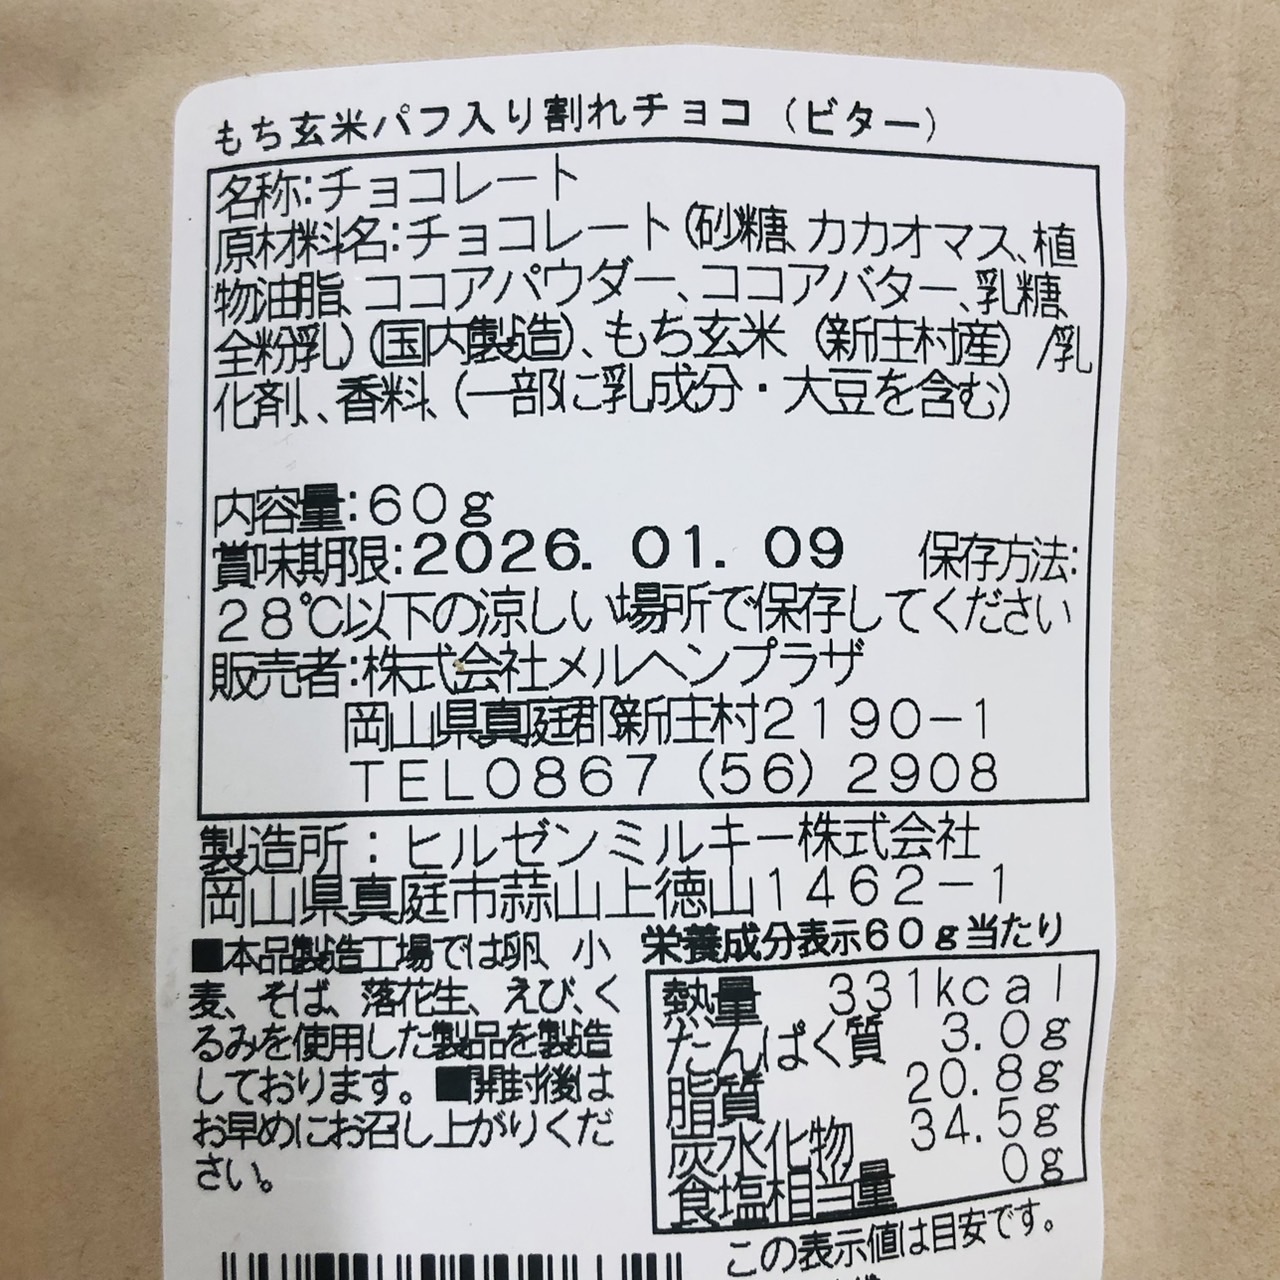 もち玄米パフ入り割れチョコ（ビター）
名称:チョコレート
原材料名:チョコレート（砂糖、カカオマス、植
物油脂、ココアパウダー、ココアバター、乳糖、
全粉乳）（国内製造）、もち玄米（新庄村産）/乳
化剤、香料、（一部に乳成分・大豆を含む）
内容量:60g
賞味期限:2026.01.09 保存方法:
28℃以下の涼しい場所で保存してください
販売者:株式会社メルヘンプラザ
岡山県真庭郡新庄村2190-1
TEL0867（56）2908
製造所：ヒルゼンミルキー株式会社
岡山県真庭市蒜山上徳山1462-1
■本品製造工場では卵、小
麦、そば、落花生、えび、く
るみを使用した製品を製造
しております。■開封後は
お早めにお召し上がりくだ
さい。
栄養成分表示60g当たり
熱量 331kcal
たんぱく質 3.0g
脂質 20.8g
炭水化物 34.5g
食塩相当量 0g
この表示値は目安です。